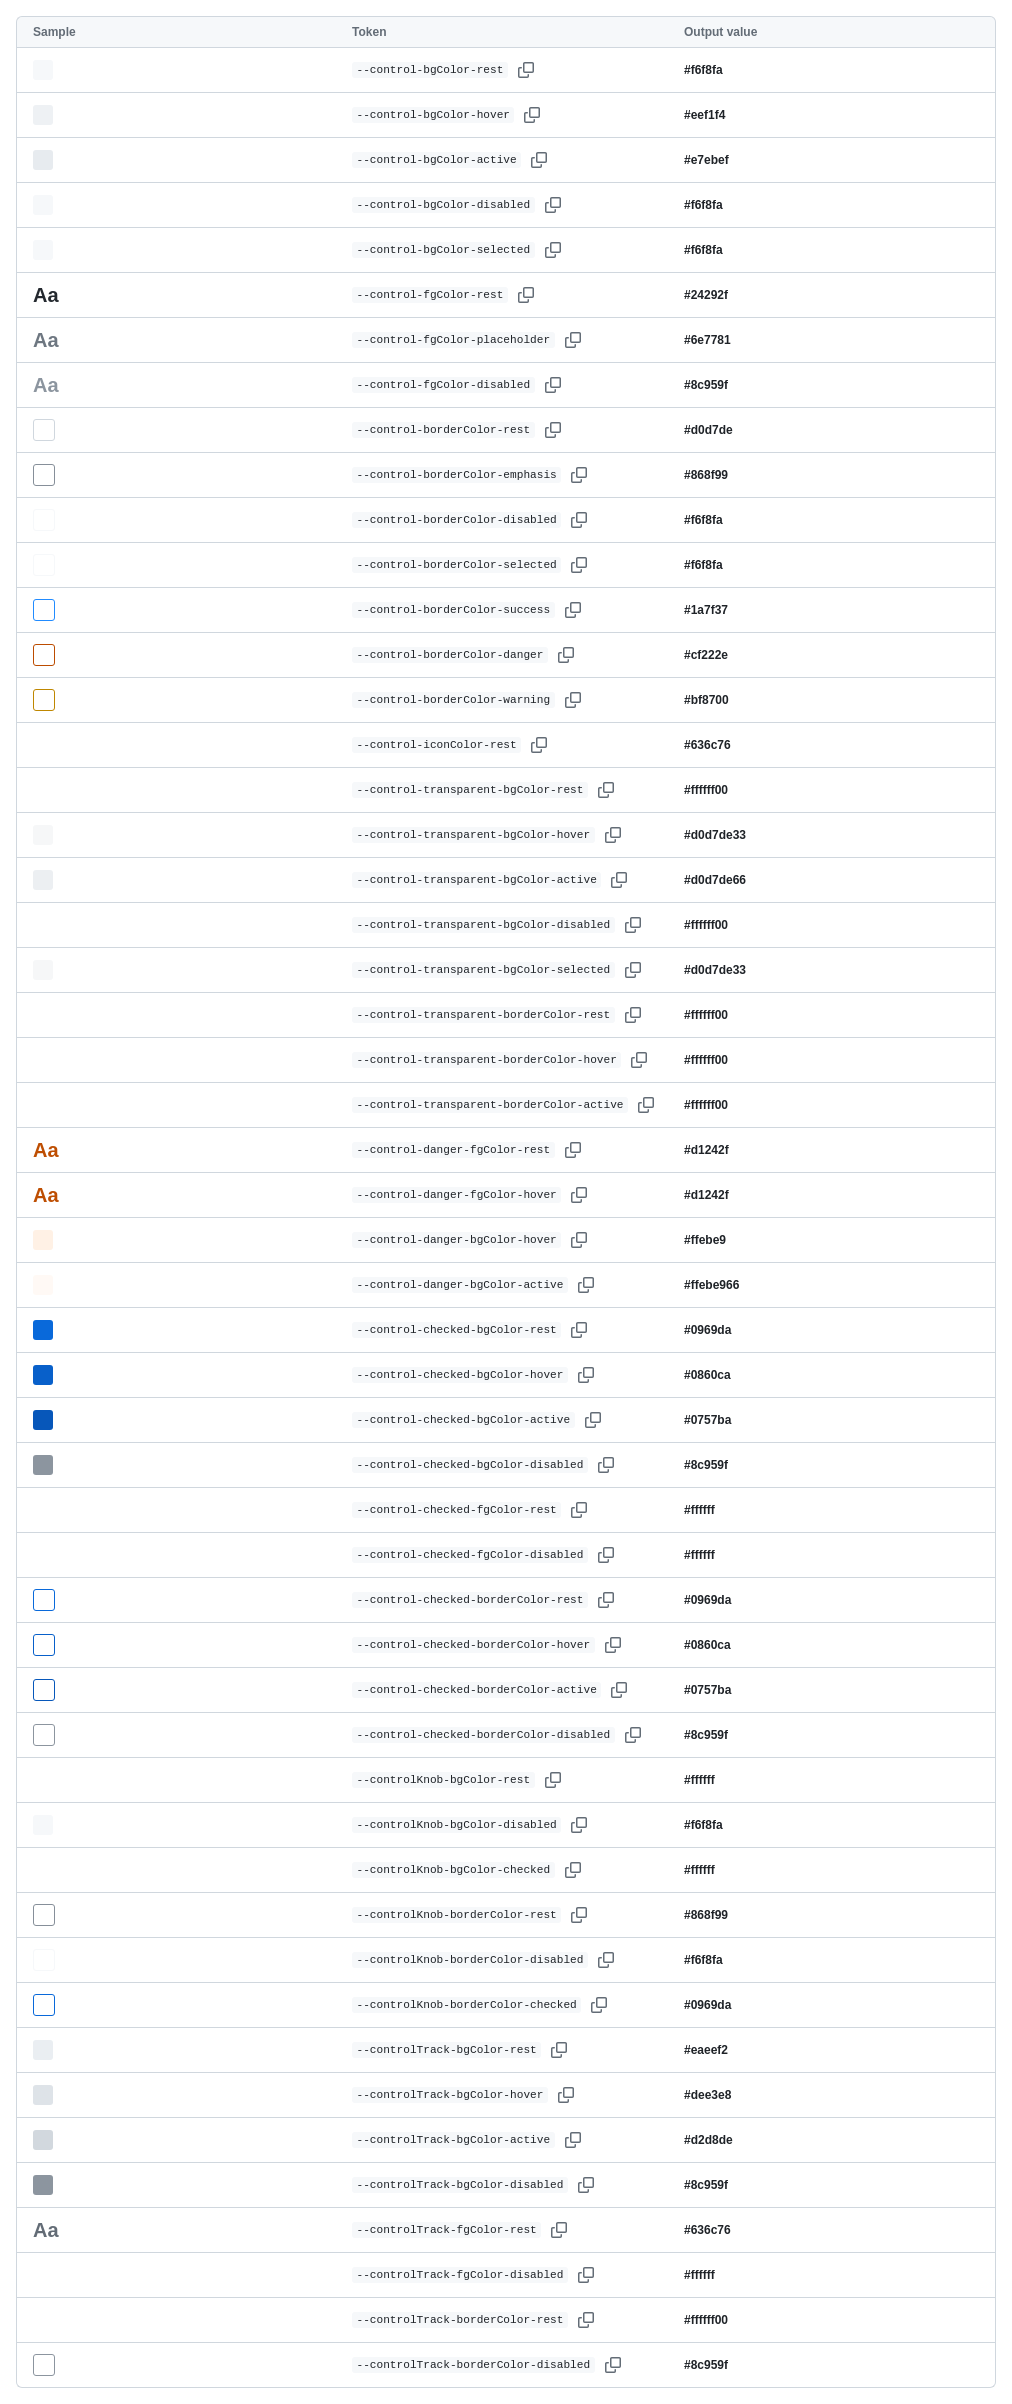 Sample Token Output value
--control-bgColor-rest #f6f8fa
--control-bgColor-hover #eef1f4
--control-bgColor-active #e7ebef
--control-bgColor-disabled #f6f8fa
--control-bgColor-selected #f6f8fa
Aa --control-fgColor-rest #24292f
Aa --control-fgColor-placeholder #6e7781
Aa --control-fgColor-disabled #8c959f
--control-borderColor-rest #d0d7de
--control-borderColor-emphasis #868f99
--control-borderColor-disabled #f6f8fa
--control-borderColor-selected #f6f8fa
--control-borderColor-success #1a7f37
--control-borderColor-danger #cf222e
--control-borderColor-warning #bf8700
--control-iconColor-rest #636c76
--control-transparent-bgColor-rest #ffffff00
--control-transparent-bgColor-hover #d0d7de33
--control-transparent-bgColor-active #d0d7de66
--control-transparent-bgColor-disabled #ffffff00
--control-transparent-bgColor-selected #d0d7de33
--control-transparent-borderColor-rest #ffffff00
--control-transparent-borderColor-hover #ffffff00
--control-transparent-borderColor-active #ffffff00
Aa --control-danger-fgColor-rest #d1242f
Aa --control-danger-fgColor-hover #d1242f
--control-danger-bgColor-hover #ffebe9
--control-danger-bgColor-active #ffebe966
--control-checked-bgColor-rest #0969da
--control-checked-bgColor-hover #0860ca
--control-checked-bgColor-active #0757ba
--control-checked-bgColor-disabled #8c959f
--control-checked-fgColor-rest #ffffff
--control-checked-fgColor-disabled #ffffff
--control-checked-borderColor-rest #0969da
--control-checked-borderColor-hover #0860ca
--control-checked-borderColor-active #0757ba
--control-checked-borderColor-disabled #8c959f
--controlKnob-bgColor-rest #ffffff
--controlKnob-bgColor-disabled #f6f8fa
--controlKnob-bgColor-checked #ffffff
--controlKnob-borderColor-rest #868f99
--controlKnob-borderColor-disabled #f6f8fa
--controlKnob-borderColor-checked #0969da
--controlTrack-bgColor-rest #eaeef2
--controlTrack-bgColor-hover #dee3e8
--controlTrack-bgColor-active #d2d8de
--controlTrack-bgColor-disabled #8c959f
Aa --controlTrack-fgColor-rest #636c76
--controlTrack-fgColor-disabled #ffffff
--controlTrack-borderColor-rest #ffffff00
--controlTrack-borderColor-disabled #8c959f